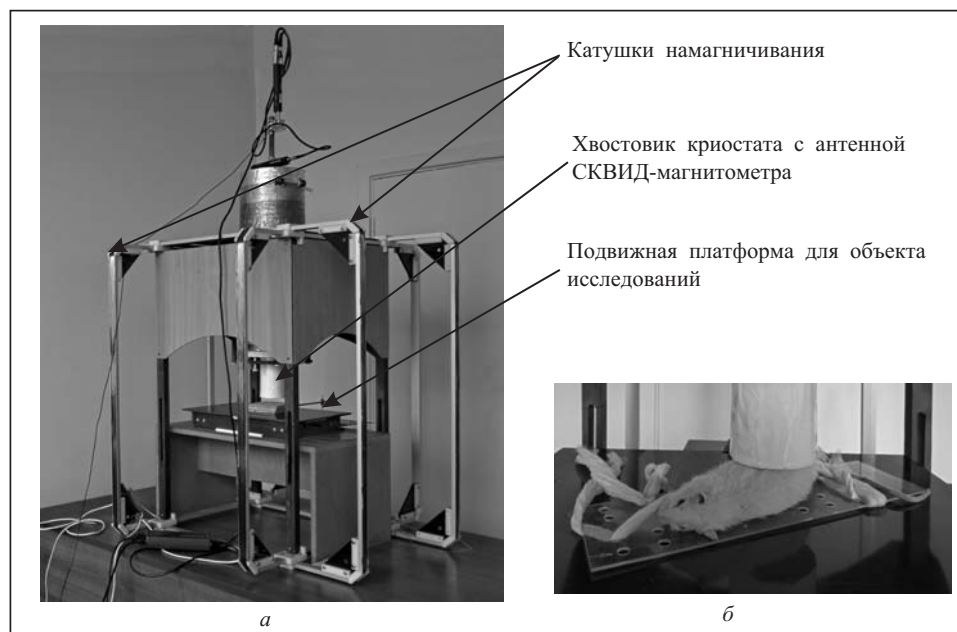 Катушки намагничивания
Хвостовик криостата с антенной
СКВИД-магнитометра
Подвижная платформа для объекта
исследований
а
б